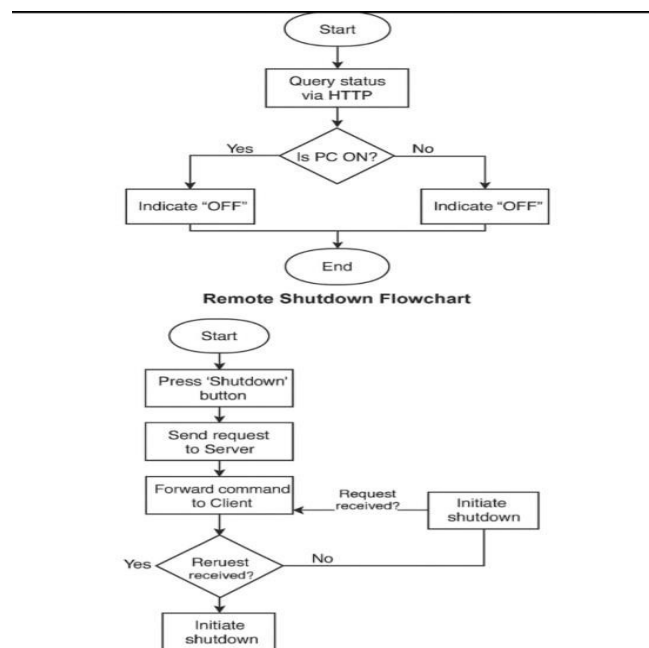 Start
Query status
via HTTP
Yes
Is PC ON?
No
Indicate “OFF”
Indicate “OFF”
End
Remote Shutdown Flowchart
Start
Press ‘Shutdown’
button
Send request
to Server
Forward command
to Client
Request
received?
Initiate
shutdown
Yes
Reruest
received?
No
Initiate
shutdown